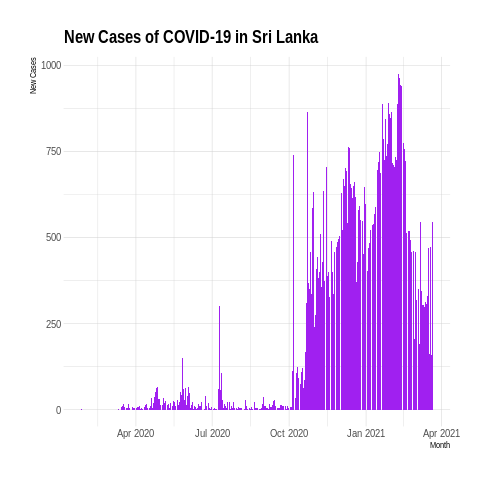 New Cases of COVID-19 in Sri Lanka
New Cases
1000
750
500
250
0
Apr 2020 Jul 2020 Oct 2020 Jan 2021 Apr 2021
Month